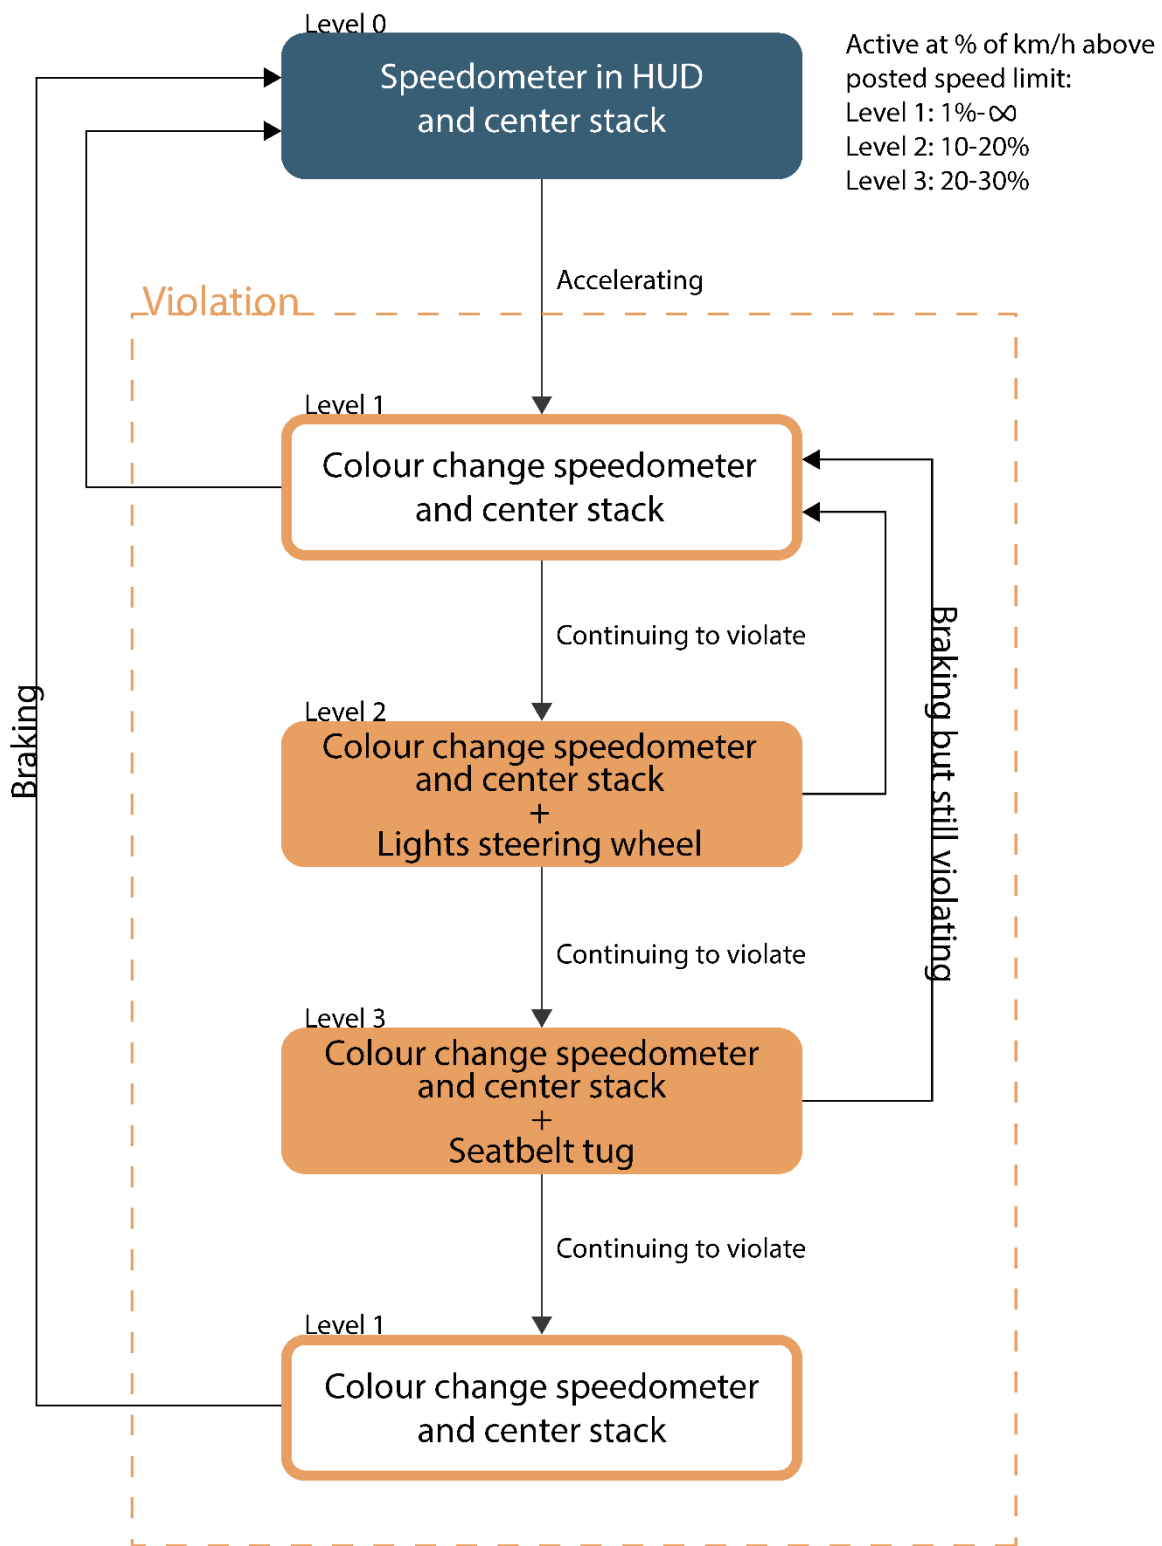 Level 0
Speedometer in HUD
and center stack
Active at % of km/h above
posted speed limit:
Level 1: 1%-∞
Level 2: 10-20%
Level 3: 20-30%
Accelerating
Violation
Level 1
Colour change speedometer
and center stack
Continuing to violate
Braking but still violating
Braking
Level 2
Colour change speedometer
and center stack
+
Lights steering wheel
Continuing to violate
Level 3
Colour change speedometer
and center stack
+
Seatbelt tug
Continuing to violate
Level 1
Colour change speedometer
and center stack